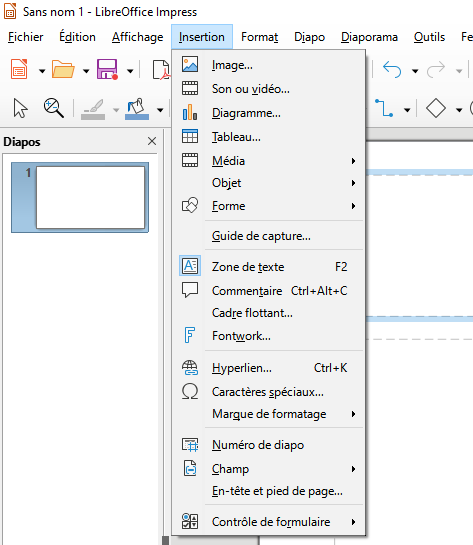 Sans nom 1 - LibreOffice Impress
Fichier Édition Affichage Insertion Format Diapo Diaporama Outils Fe
Diapos
1
Image...
Son ou vidéo...
Diagramme...
Tableau...
Média
Objet
Forme
Guide de capture...
Zone de texte F2
Commentaire Ctrl+Alt+C
Cadre flottant...
Fontwork...
Hyperlien... Ctrl+K
Caractères spéciaux...
Marque de formatage
Numéro de diapo
Champ
En-tête et pied de page...
Contrôle de formulaire